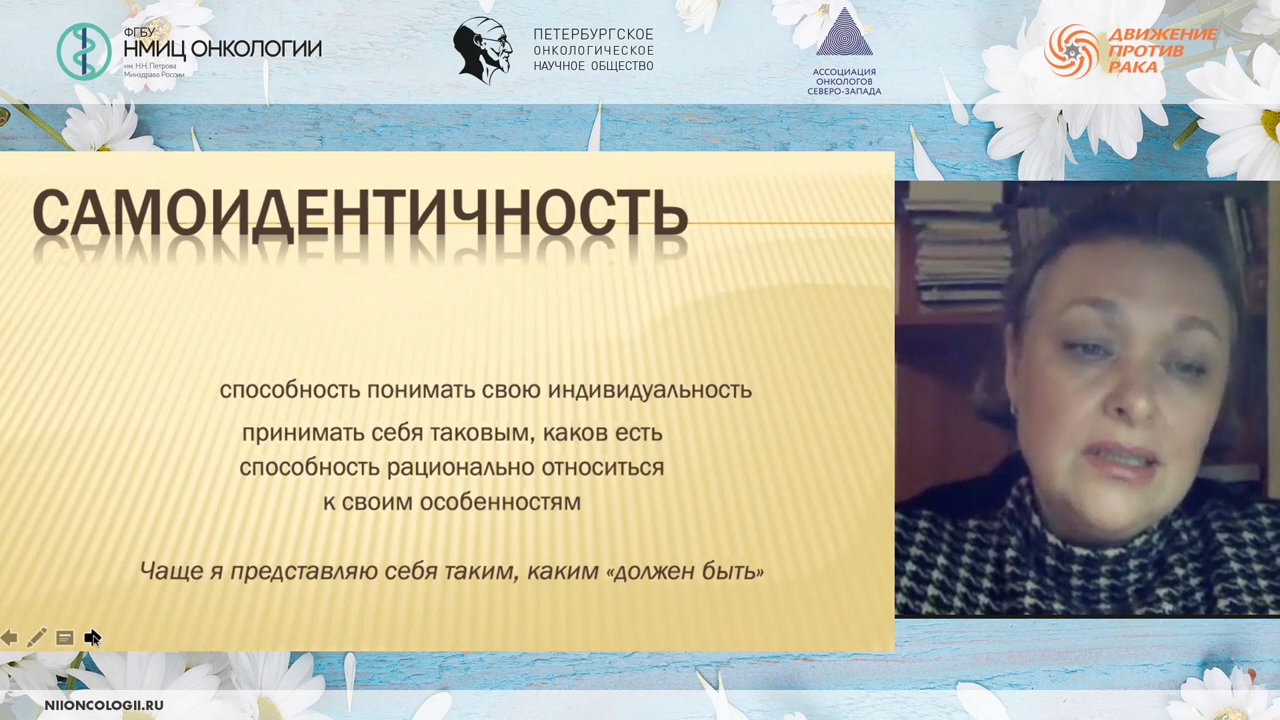 ФГБУ
НМИЦ ОНКОЛОГИИ
им. Н.Н. Петрова
Минздрава России
ПЕТЕРБУРГСКОЕ
ОНКОЛОГИЧЕСКОЕ
НАУЧНОЕ ОБЩЕСТВО
АССОЦИАЦИЯ
ОНКОЛОГОВ
СЕВЕРО-ЗАПАДА
ДВИЖЕНИЕ
ПРОТИВ
РАКА
САМОИДЕНТИЧНОСТЬ
способность понимать свою индивидуальность
принимать себя таковым, каков есть
способность рационально относиться
к своим особенностям
Чаще я представляю себя таким, каким «должен быть»
NIIONCOLOGII.RU